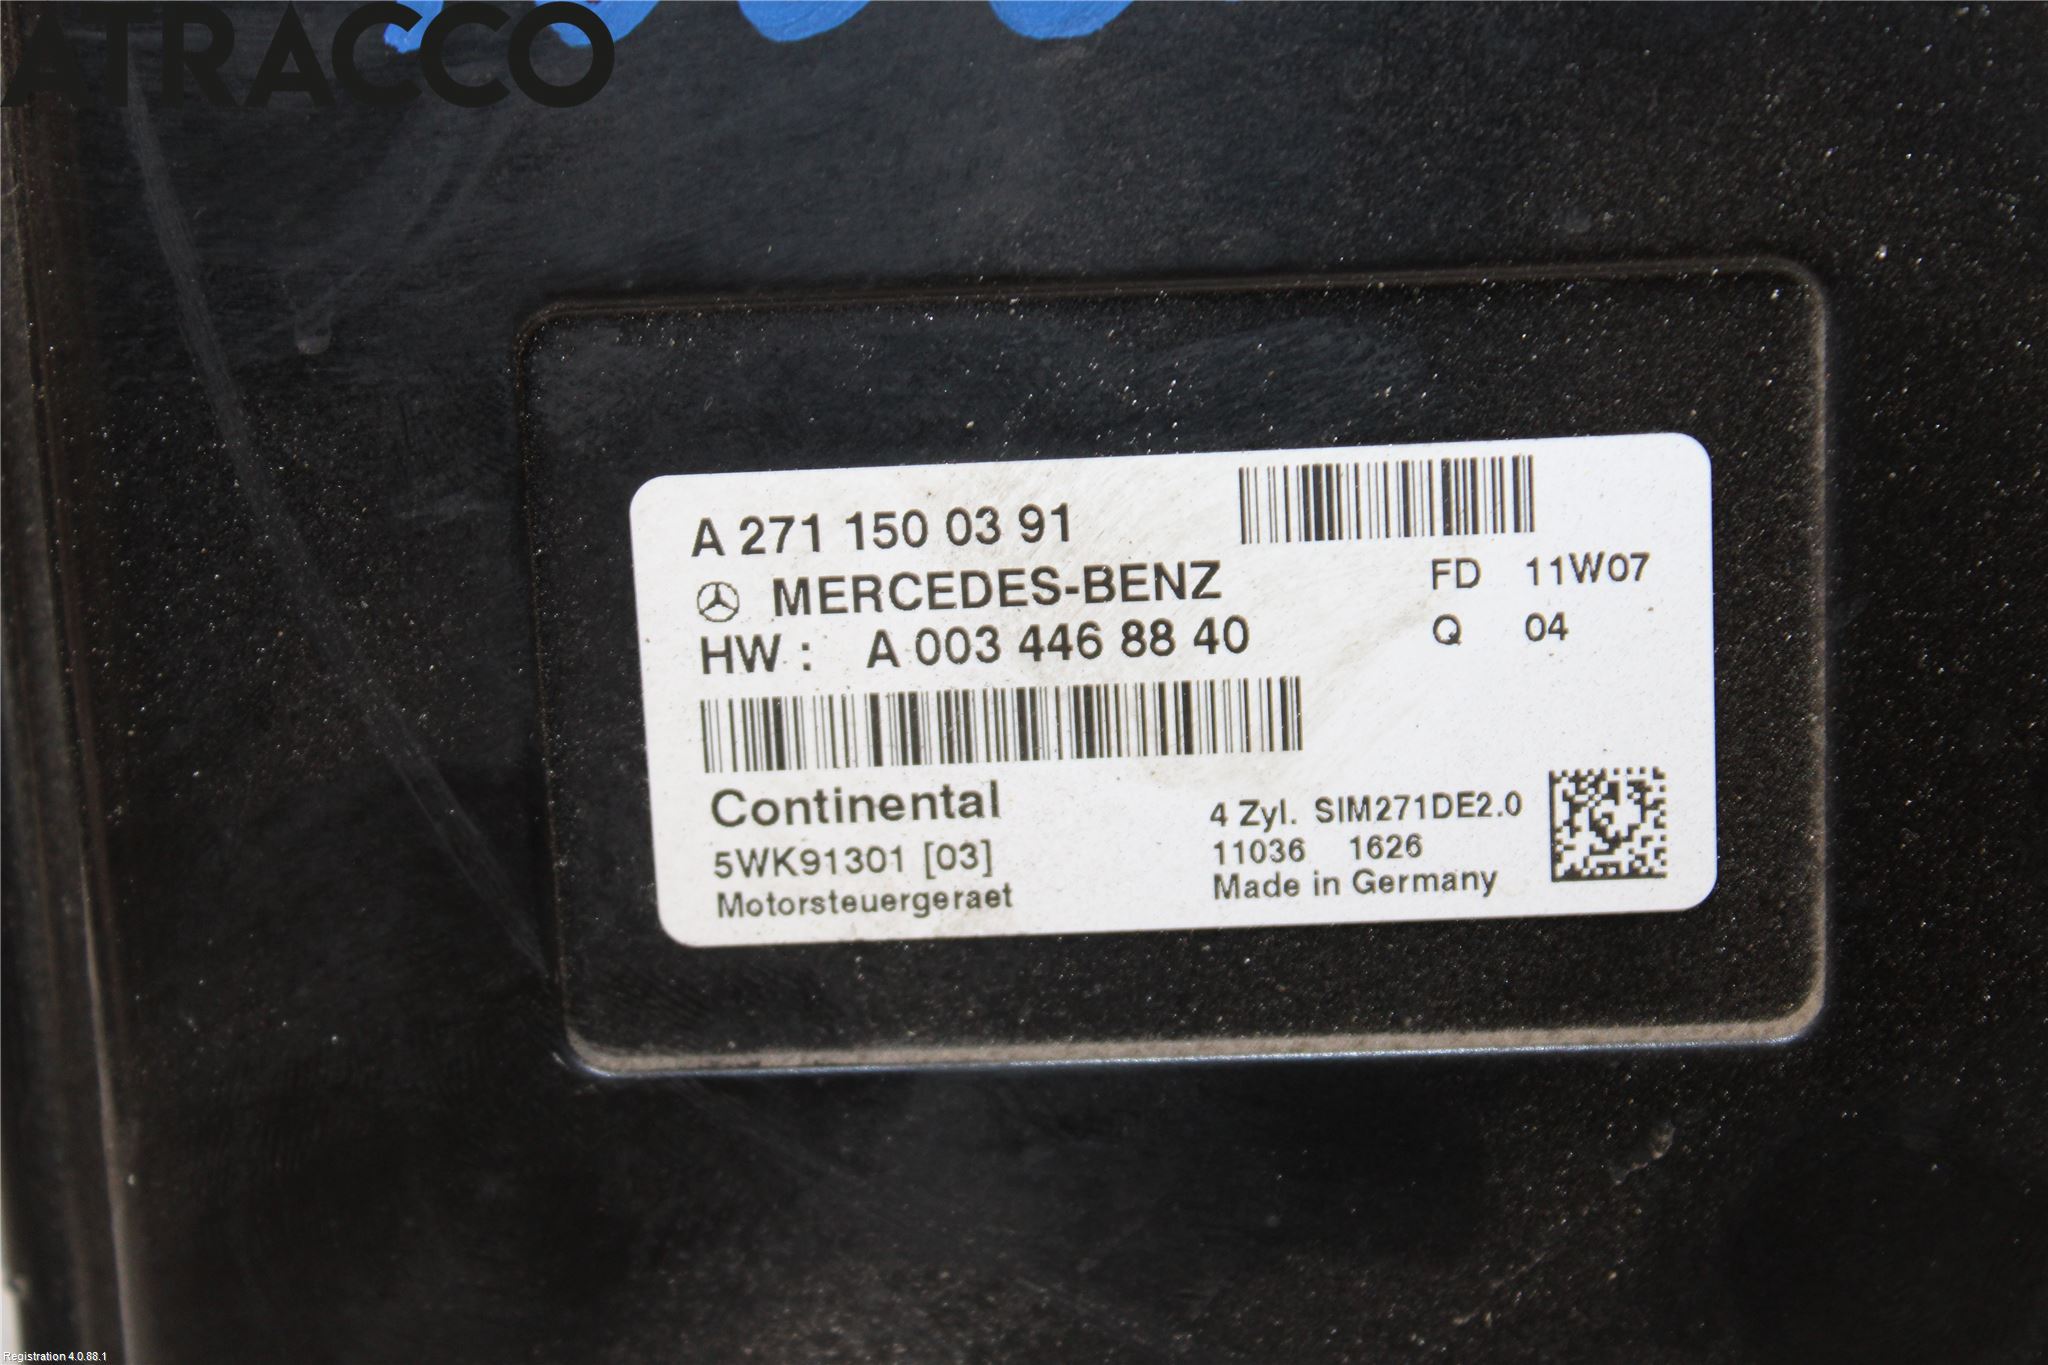 ATRACCO
A 271 150 03 91
MERCEDES-BENZ
FD 11W07
HW : A 003 446 88 40
Q 04
Continental
4 Zyl. SIM271DE2.0
5WK91301 [03]
11036 1626
Motorsteuergeraet
Made in Germany
Registration 4.0.88.1